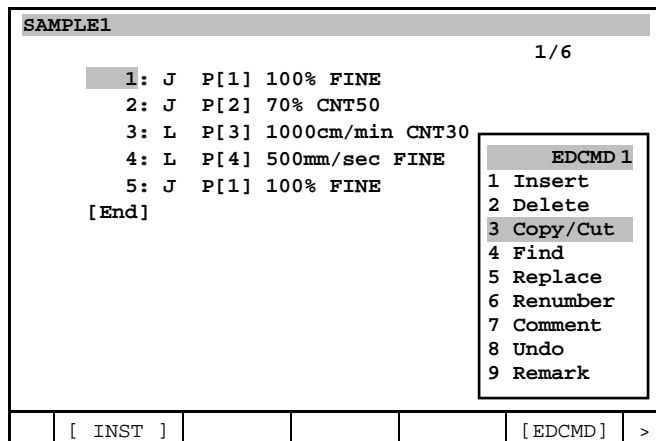 SAMPLE1
1/6
1: J P[1] 100% FINE
2: J P[2] 70% CNT50
3: L P[3] 1000cm/min CNT30
4: L P[4] 500mm/sec FINE
5: J P[1] 100% FINE
[End]
EDCMD 1
1 Insert
2 Delete
3 Copy/Cut
4 Find
5 Replace
6 Renumber
7 Comment
8 Undo
9 Remark
[ INST ] [EDCMD] >